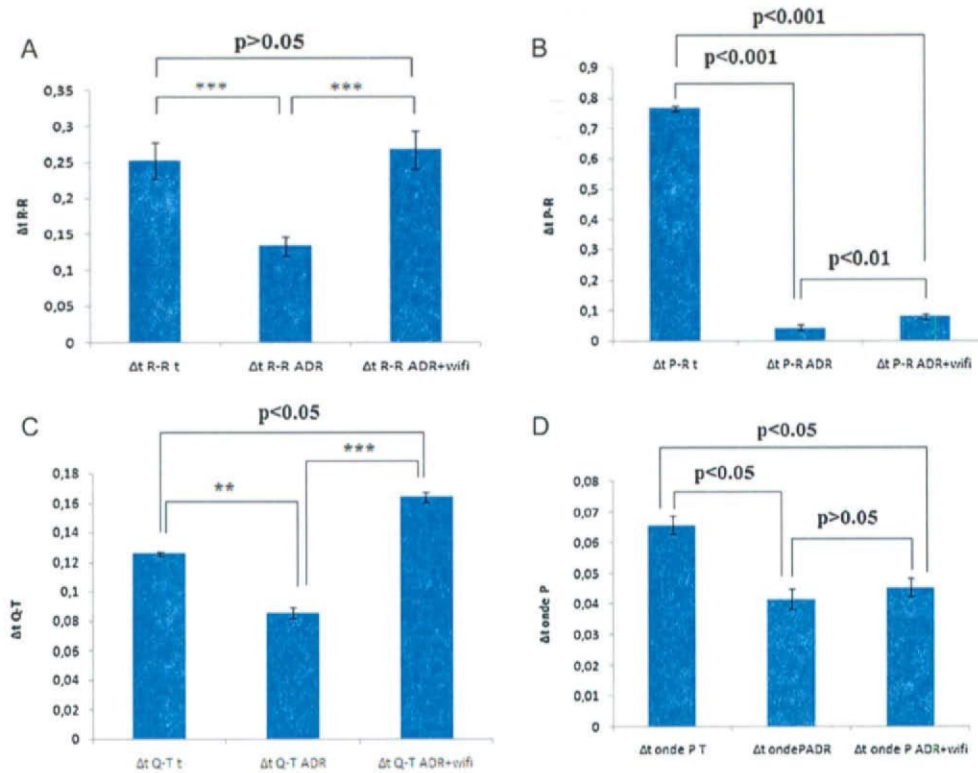 A
p>0.05
***
***
0,35
0,3
0,25
0,2
0,15
0,1
0,05
0
Δt R-R
Δt R-R t
Δt R-R ADR
Δt R-R ADR+wifi
B
p<0.001
p<0.001
p<0.01
0,9
0,8
0,7
0,6
0,5
0,4
0,3
0,2
0,1
0
Δt P-R
Δt P-R t
Δt P-R ADR
Δt P-R ADR+wifi
C
p<0.05
***
**
0,18
0,16
0,14
0,12
0,1
0,08
0,06
0,04
0,02
0
Δt Q-T
Δt Q-T t
Δt Q-T ADR
Δt Q-T ADR+wifi
D
p<0.05
p<0.05
p>0.05
0,08
0,07
0,06
0,05
0,04
0,03
0,02
0,01
0
Δt onde P
Δt onde P T
Δt ondePADR
Δt onde P ADR+wifi